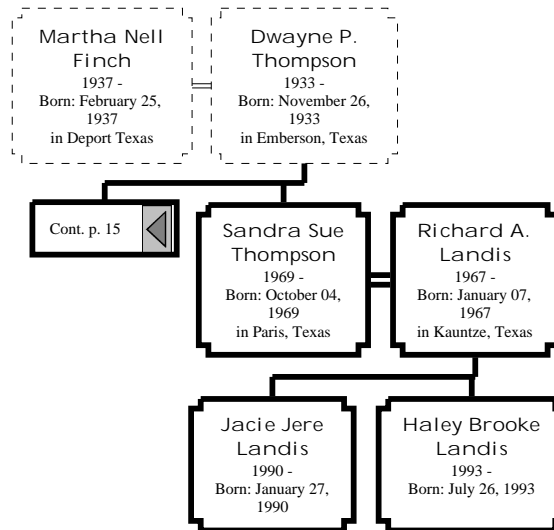 Martha Nell
Finch
1937 -
Born: February 25,
1937
in Deport Texas
Dwayne P.
Thompson
1933 -
Born: November 26,
1933
in Emberson, Texas
Cont. p. 15
Sandra Sue
Thompson
1969 -
Born: October 04,
1969
in Paris, Texas
Richard A.
Landis
1967 -
Born: January 07,
1967
in Kauntze, Texas
Jacie Jere
Landis
1990 -
Born: January 27,
1990
Haley Brooke
Landis
1993 -
Born: July 26, 1993